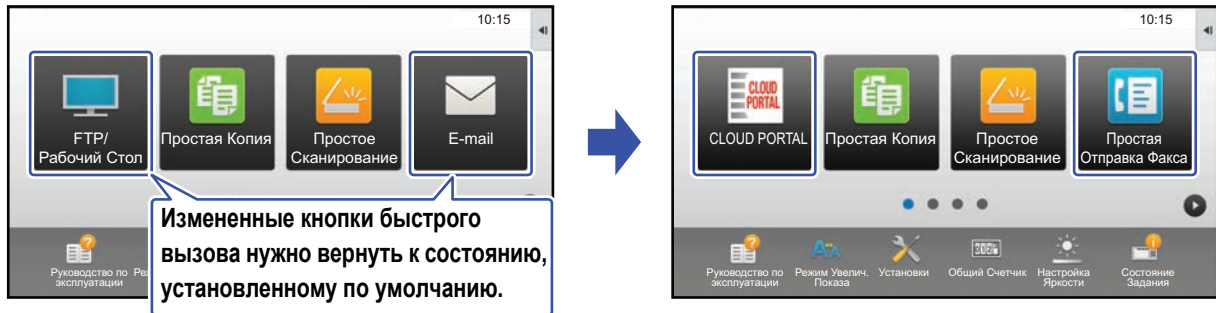 10:15
FTP/
Рабочий Стол
Простая Копия
Простое
Сканирование
E-mail
Измененные кнопки быстрого
вызова нужно вернуть к состоянию,
установленному по умолчанию.
Руководство по
эксплуатации
Ре
10:15
CLOUD
PORTAL
CLOUD PORTAL
Простая Копия
Простое
Сканирование
Простая
Отправка Факса
Руководство по
эксплуатации
Режим Увелич.
Показа
Установки
Общий Счетчик
Настройка
Яркости
Состояние
Задания